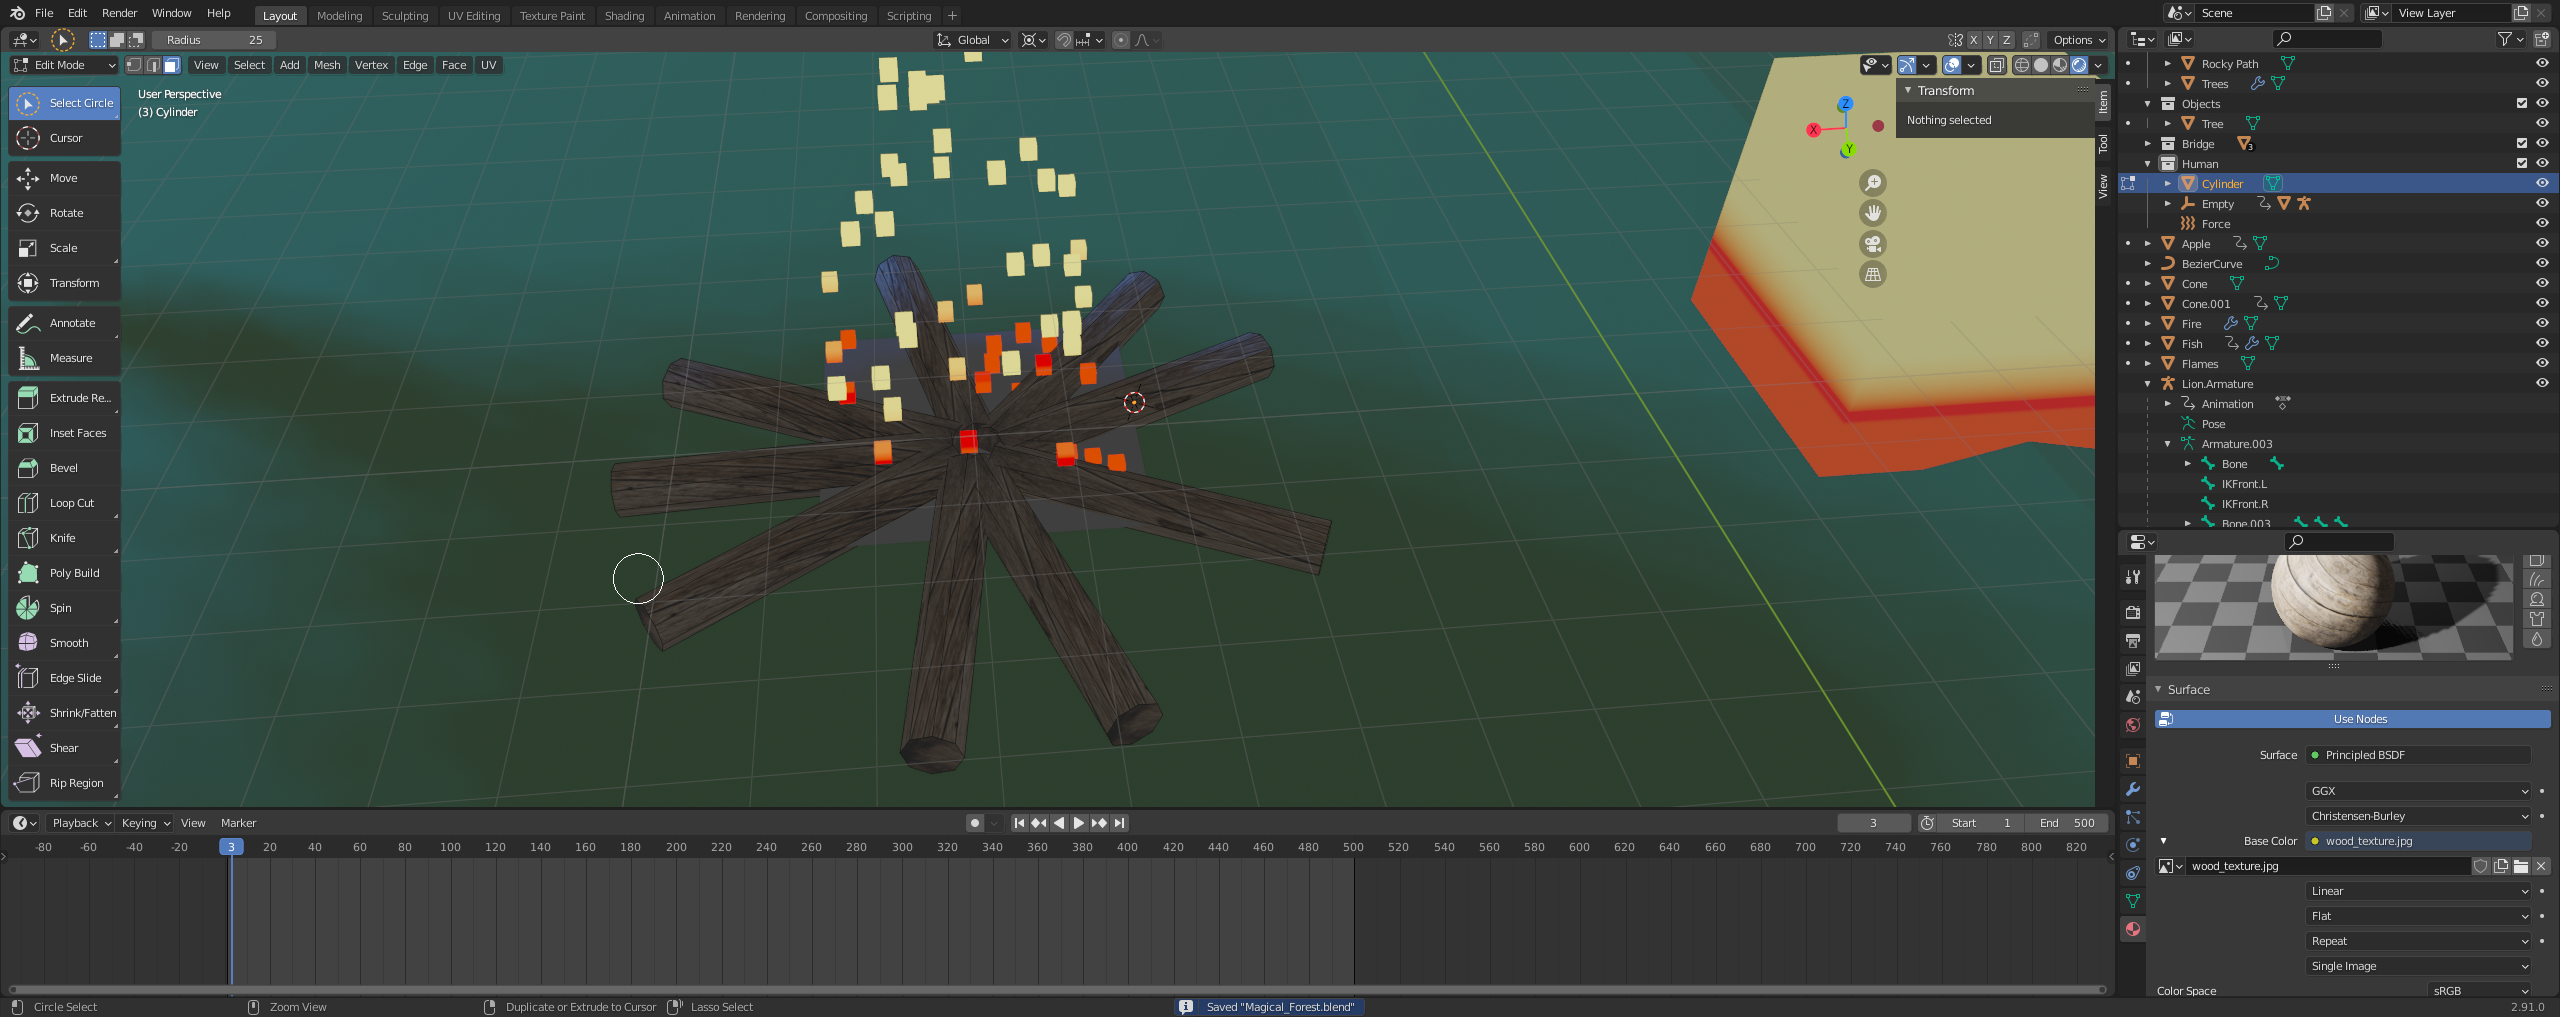 File Edit Render Window Help Layout Modeling Sculpting UV Editing Texture Paint Shading Animation Rendering Compositing Scripting + Scene View Layer
Radius 25 Global X Y Z Options
Edit Mode View Select Add Mesh Vertex Edge Face UV
User Perspective
(3) Cylinder
Select Circle
Cursor
Move
Rotate
Scale
Transform
Annotate
Measure
Extrude Re...
Inset Faces
Bevel
Loop Cut
Knife
Poly Build
Spin
Smooth
Edge Slide
Shrink/Fatten
Shear
Rip Region
Z
X
Y
Transform
Nothing selected
Item
Tool
View
Rocky Path
Trees
Objects
Tree
Bridge 3
Human
Cylinder
Empty
Force
Apple
BezierCurve
Cone
Cone.001
Fire
Fish
Flames
Lion.Armature
Animation
Pose
Armature.003
Bone
IKFront.L
IKFront.R
Bone.003
Surface
Use Nodes
Surface Principled BSDF
GGX
Christensen-Burley
Base Color wood_texture.jpg
wood_texture.jpg
Linear
Flat
Repeat
Single Image
Color Space sRGB
Playback Keying View Marker 3 Start 1 End 500
-80 -60 -40 -20 3 20 40 60 80 100 120 140 160 180 200 220 240 260 280 300 320 340 360 380 400 420 440 460 480 500 520 540 560 580 600 620 640 660 680 700 720 740 760 780 800 820
Circle Select Zoom View Duplicate or Extrude to Cursor Lasso Select Saved "Magical_Forest.blend" 2.91.0